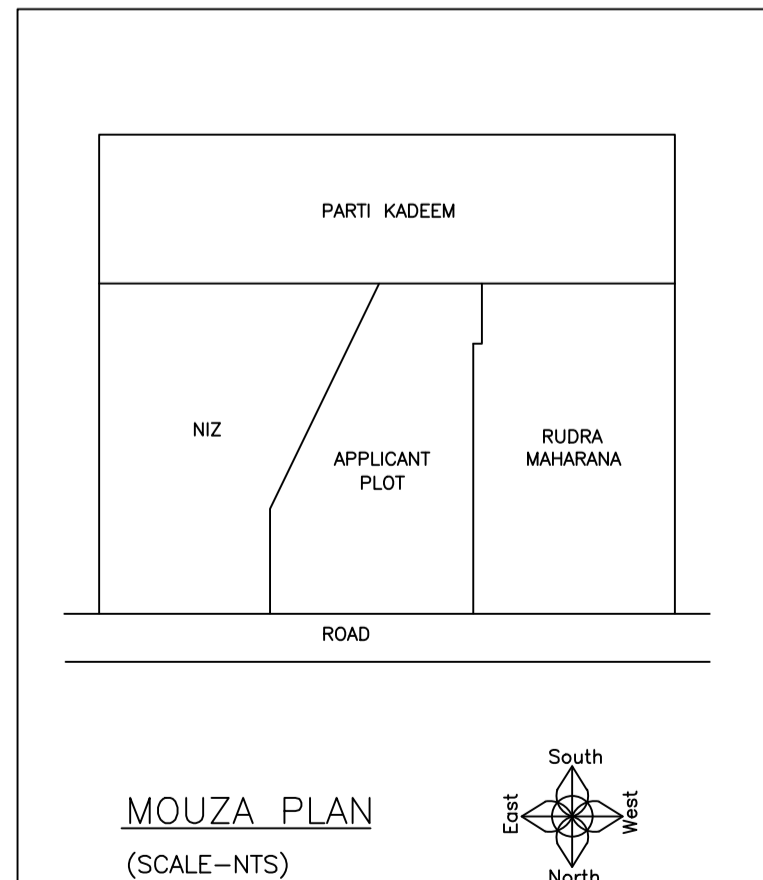 PARTI KADEEM
NIZ
APPLICANT
PLOT
RUDRA
MAHARANA
ROAD
MOUZA PLAN
(SCALE-NTS)
South
East
West
North